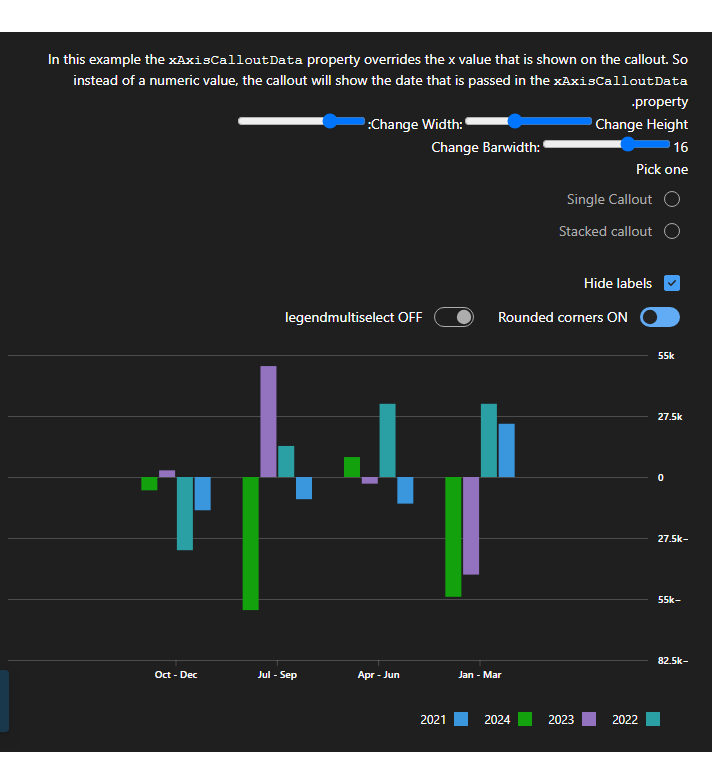 In this example the xAxisCalloutData property overrides the x value that is shown on the callout. So
instead of a numeric value, the callout will show the date that is passed in the xAxisCalloutData
.property
:Change Width: Change Height
Change Barwidth: 16
Pick one
Single Callout
Stacked callout
Hide labels
legendmultiselect OFF Rounded corners ON
55k
27.5k
0
27.5k−
55k−
82.5k−
Oct - Dec Jul - Sep Apr - Jun Jan - Mar
2021 2024 2023 2022